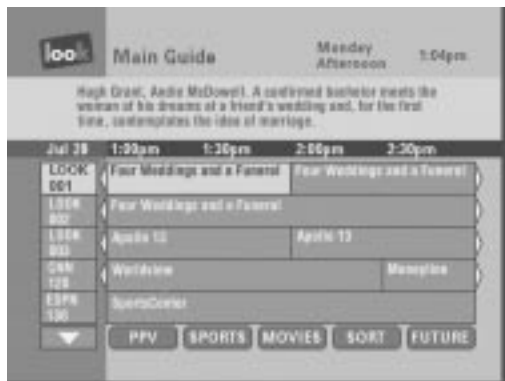 look Main Guide Monday 1:04pm
Afternoon
Hugh Grant, Andie McDowell. A confirmed bachelor meets the
woman of his dreams at a friend's wedding and, for the first
time, contemplates the idea of marriage.
Jul 28 1:00pm 1:30pm 2:00pm 2:30pm
LOOK 001 Four Weddings and a Funeral Four Weddings and a Funeral
LOOK 002 Four Weddings and a Funeral
LOOK 003 Apollo 13 Apollo 13
CNN 120 Worldview Moneyline
ESPN SportsCenter
PPV SPORTS MOVIES SORT FUTURE